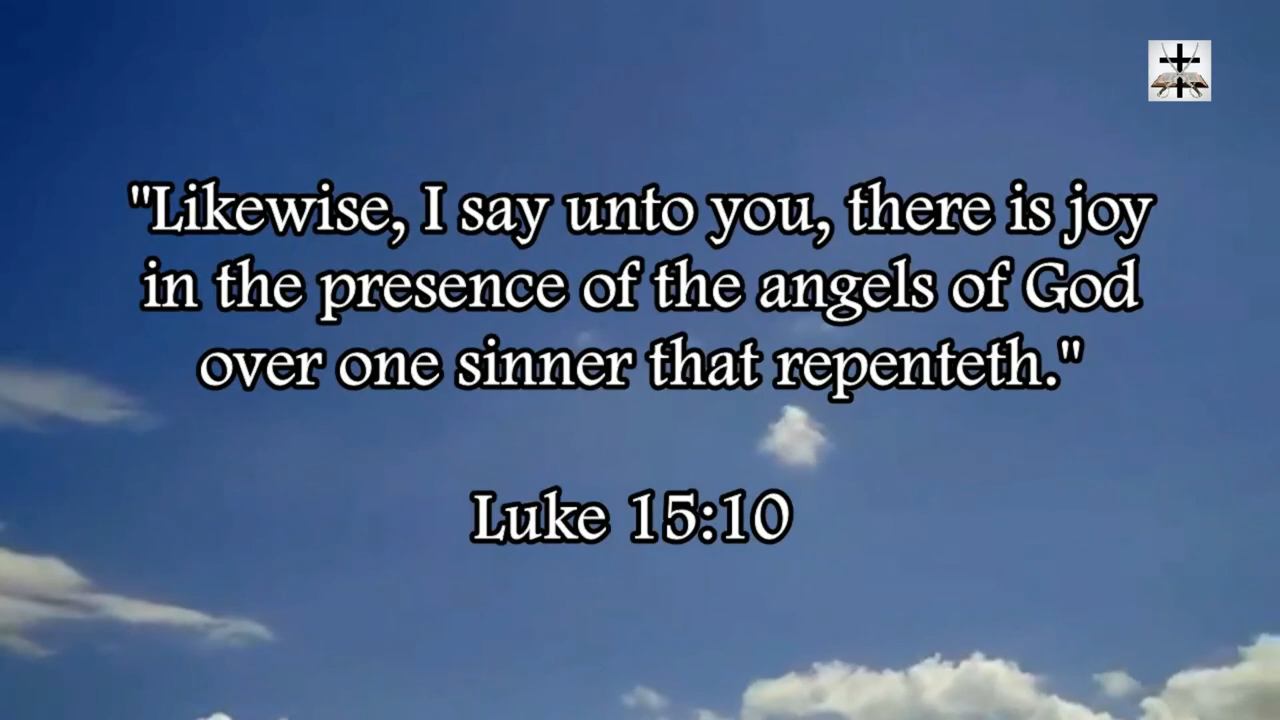 "Likewise, I say unto you, there is joy
in the presence of the angels of God
over one sinner that repenteth."
Luke 15:10